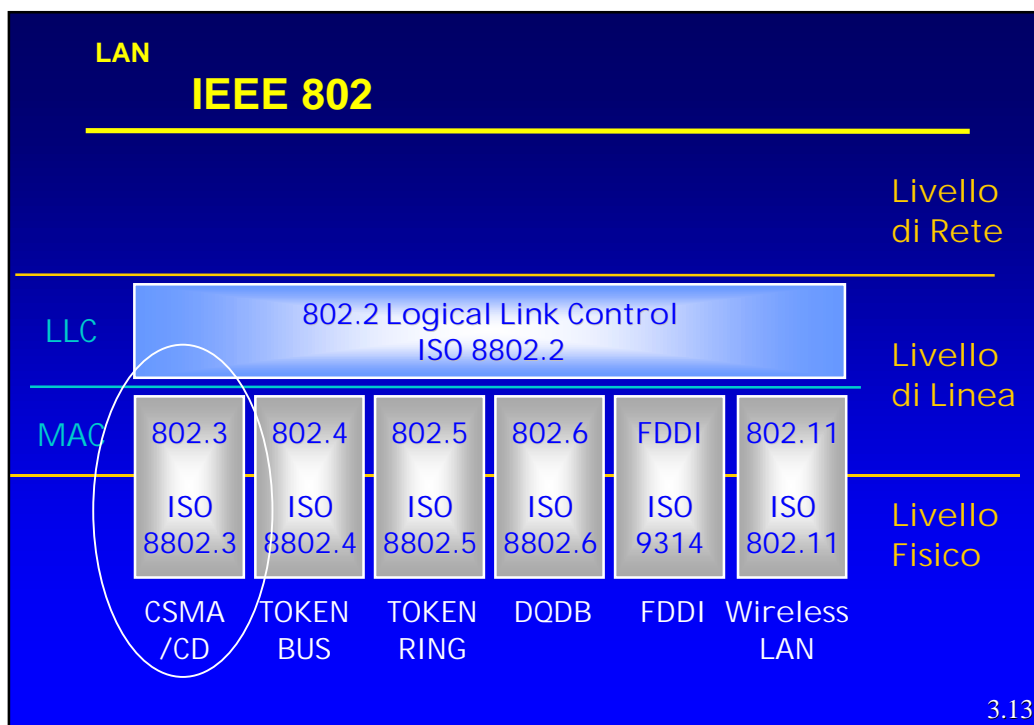 LAN
IEEE 802
Livello
di Rete
LLC
802.2 Logical Link Control
ISO 8802.2
Livello
di Linea
MAC
802.3
802.4
802.5
802.6
FDDI
802.11
ISO
8802.3
ISO
8802.4
ISO
8802.5
ISO
8802.6
ISO
9314
ISO
802.11
Livello
Fisico
CSMA
/CD
TOKEN
BUS
TOKEN
RING
DQDB
FDDI
Wireless
LAN
3.13